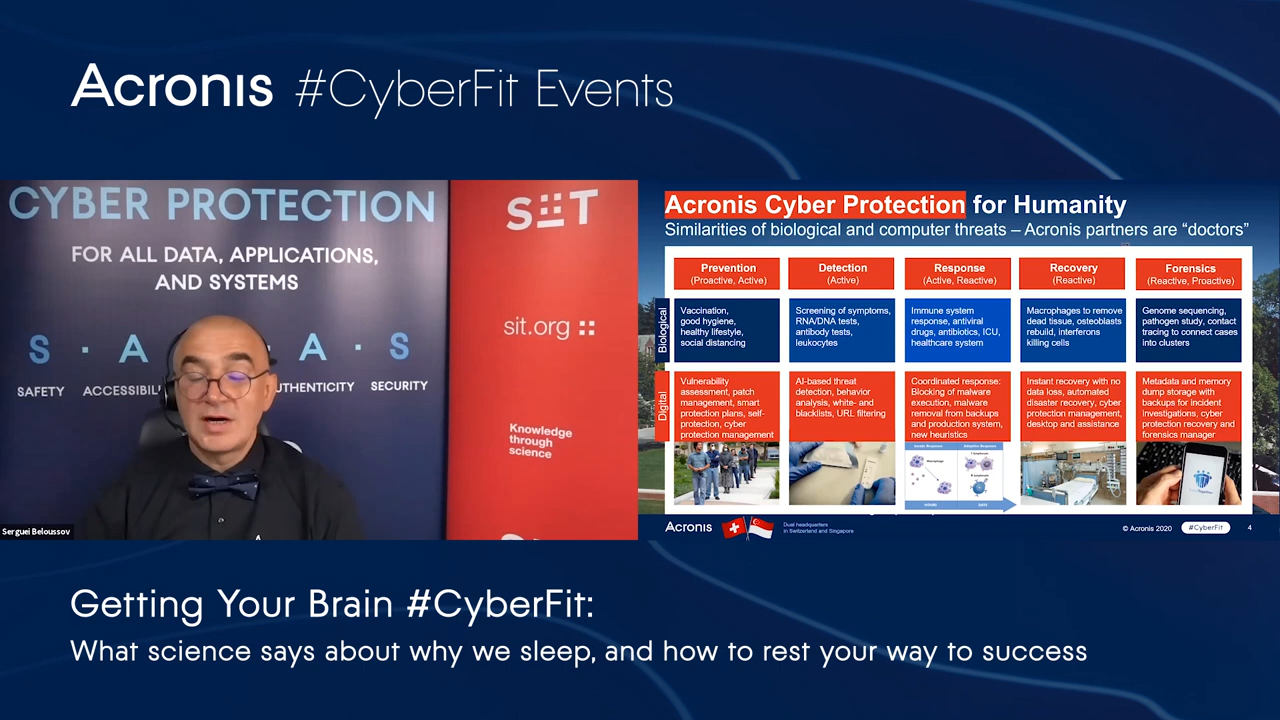 Acronis #CyberFit Events
CYBER PROTECTION
FOR ALL DATA, APPLICATIONS,
AND SYSTEMS
S · A A · S
SAFETY ACCESSIBIL UTHENTICITY SECURITY
Serguei Beloussov
SIT
sit.org
Knowledge
through
science
Acronis Cyber Protection for Humanity
Similarities of biological and computer threats – Acronis partners are “doctors”
Prevention
(Proactive, Active)
Detection
(Active)
Response
(Active, Reactive)
Recovery
(Reactive)
Forensics
(Reactive, Proactive)
Biological
Vaccination,
good hygiene,
healthy lifestyle,
social distancing
Screening of symptoms,
RNA/DNA tests,
antibody tests,
leukocytes
Immune system
response, antiviral
drugs, antibiotics, ICU,
healthcare system
Macrophages to remove
dead tissue, osteoblasts
rebuild, interferons
killing cells
Genome sequencing,
pathogen study, contact
tracing to connect cases
into clusters
Digital
Vulnerability
assessment, patch
management, smart
protection plans, self-
protection, cyber
protection management
AI-based threat
detection, behavior
analysis, white- and
blacklists, URL filtering
Coordinated response:
Blocking of malware
execution, malware
removal from backups
and production system,
new heuristics
Instant recovery with no
data loss, automated
disaster recovery, cyber
protection management,
desktop and assistance
Metadata and memory
dump storage with
backups for incident
investigations, cyber
protection recovery and
forensics manager
HOURS
DAYS
Acronis
Dual headquarters
in Switzerland and Singapore
© Acronis 2020
#CyberFit
4
Getting Your Brain #CyberFit:
What science says about why we sleep, and how to rest your way to success